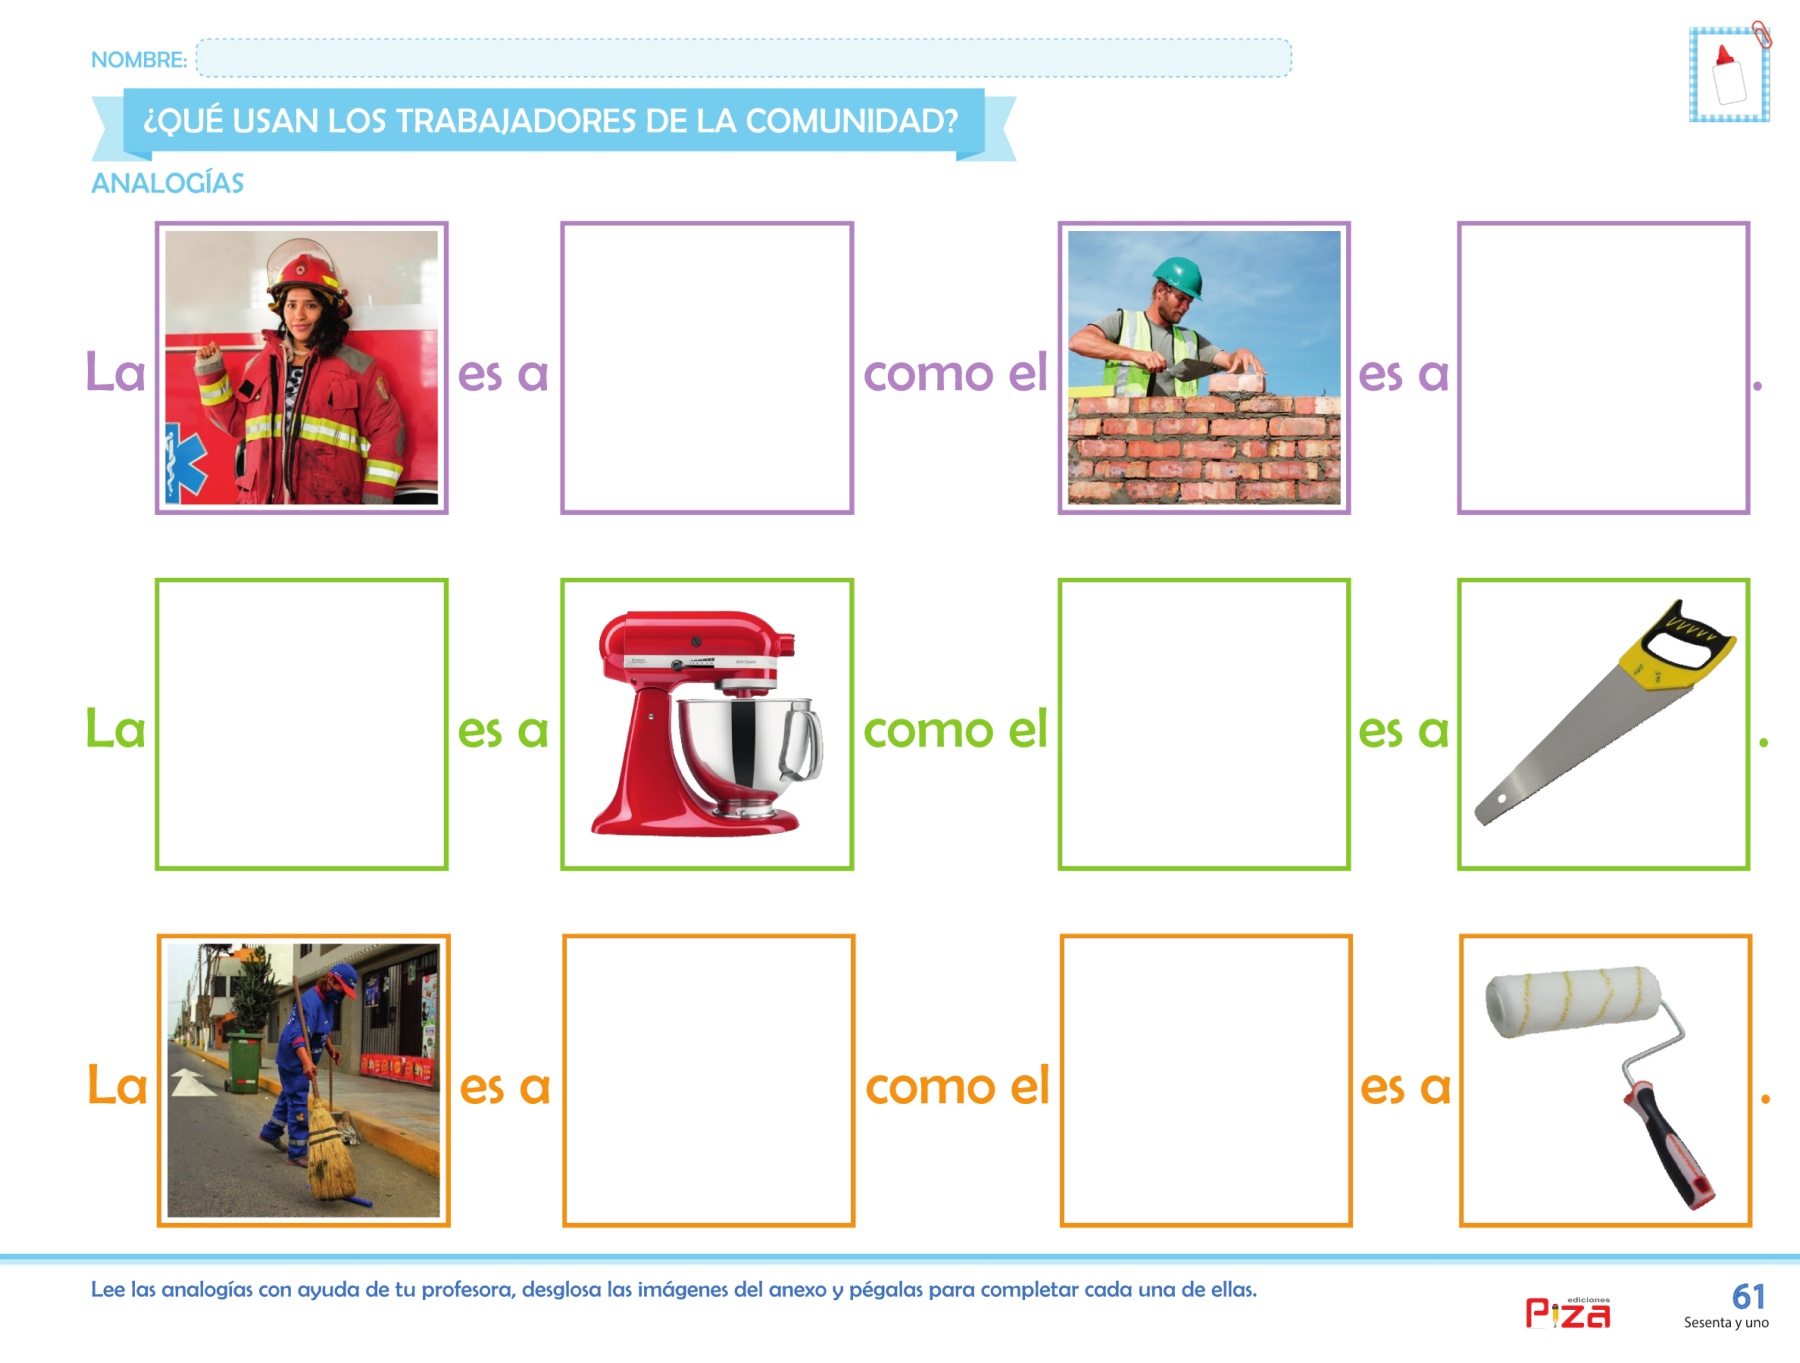 NOMBRE:
¿QUÉ USAN LOS TRABAJADORES DE LA COMUNIDAD?
ANALOGÍAS
La es a como el es a .
La es a como el es a .
La es a como el es a .
Lee las analogías con ayuda de tu profesora, desglosa las imágenes del anexo y pégalas para completar cada una de ellas.
ediciones
Piza
61
Sesenta y uno